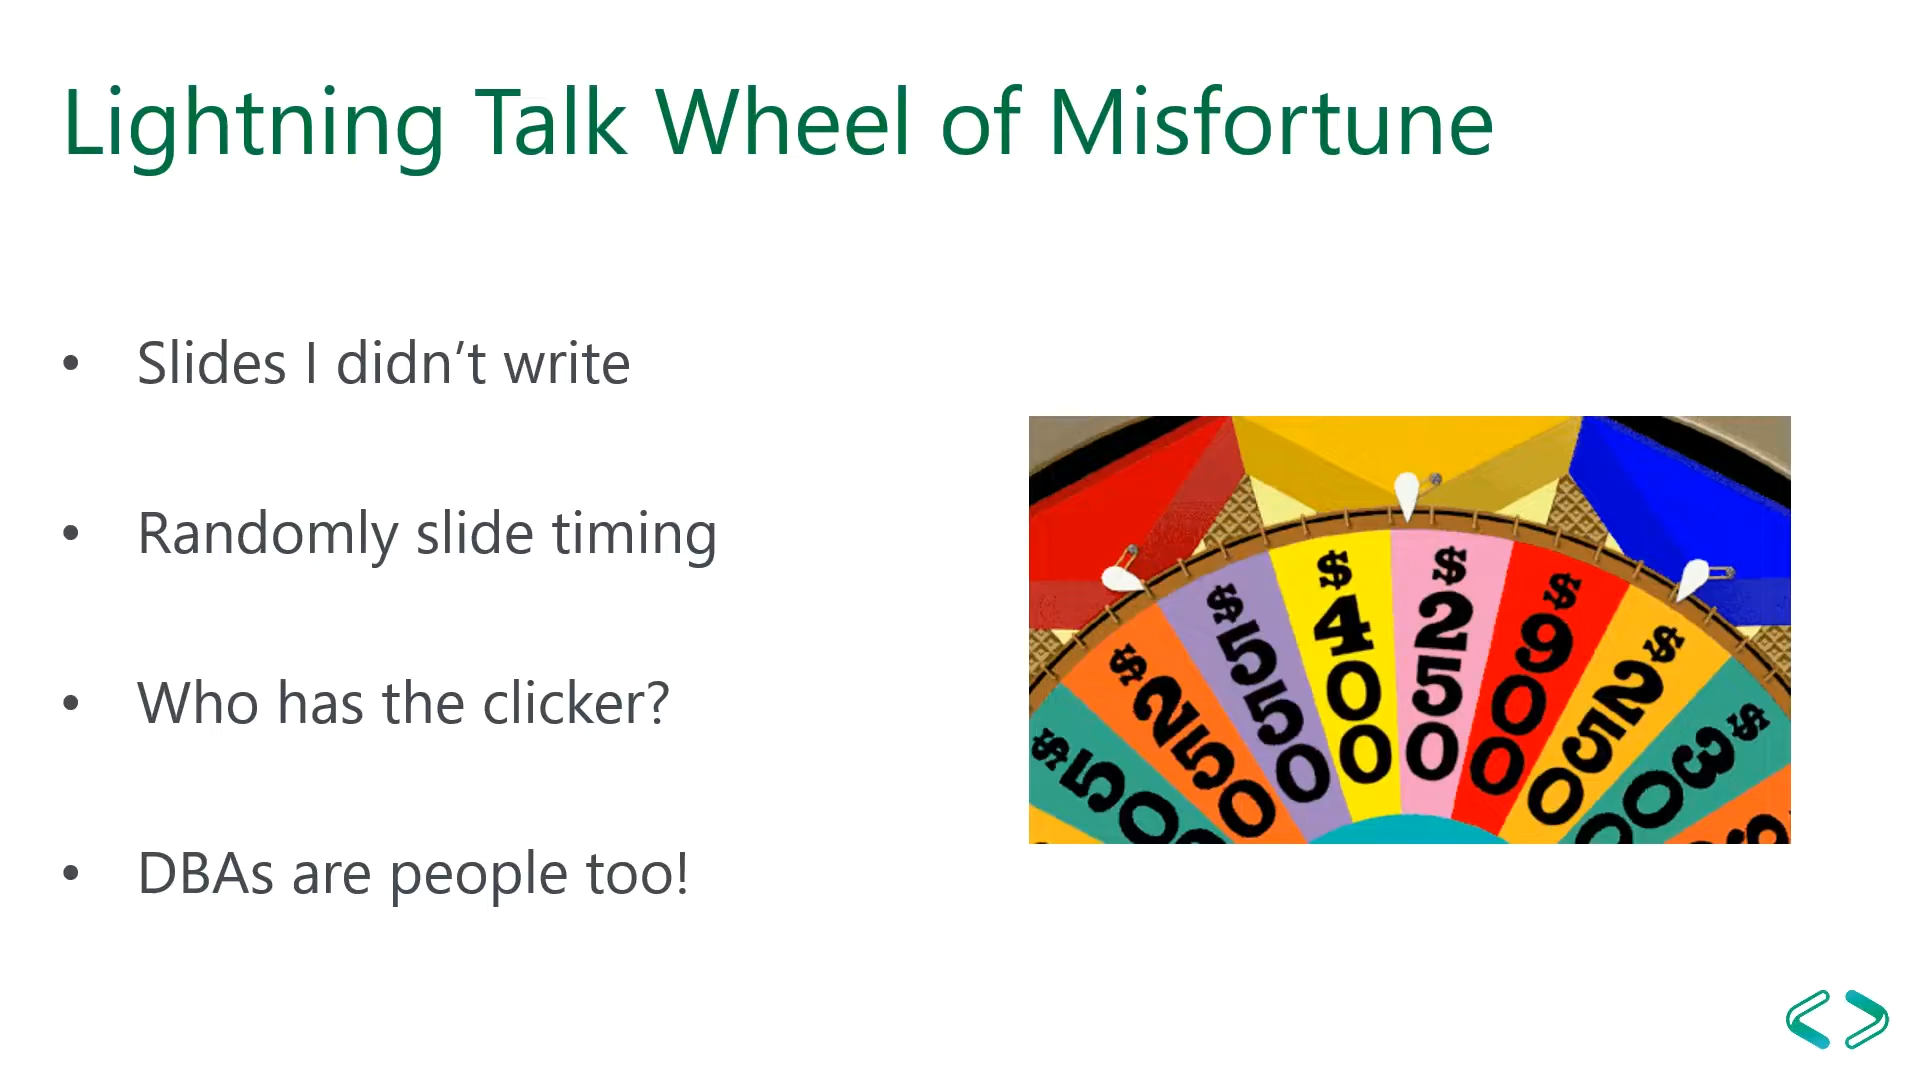 Lightning Talk Wheel of Misfortune
• Slides I didn’t write
• Randomly slide timing
• Who has the clicker?
• DBAs are people too!
$550
$400
$250
$900
$250
$250
$300
$500